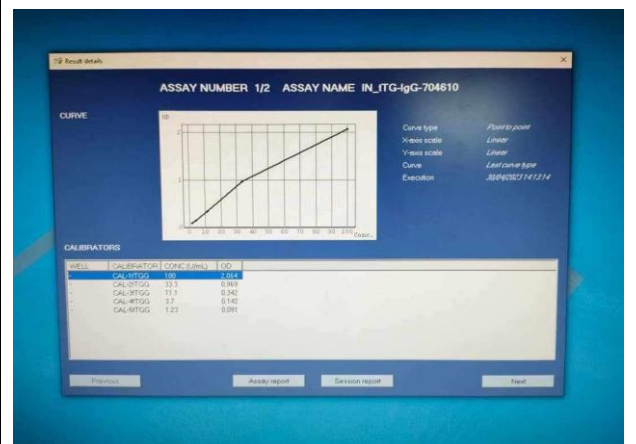 Result details
ASSAY NUMBER 1/2 ASSAY NAME IN_tTG-IgG-704610
CURVE
OD
2
1
0 10 20 30 40 50 60 70 80 90 100 Conc.
Curve type Point to point
X-axis scale Linear
Y-axis scale Linear
Curve Last curve type
Execution
CALIBRATORS
WELL CALIBRATOR CONC (U/mL) OD
- CAL-1tTGG 100 2,064
- CAL-2tTGG 33.3 0,969
- CAL-3tTGG 11.1 0,342
- CAL-4tTGG 3.7 0,142
1.23 0,091
Previous Assay report Session report Next